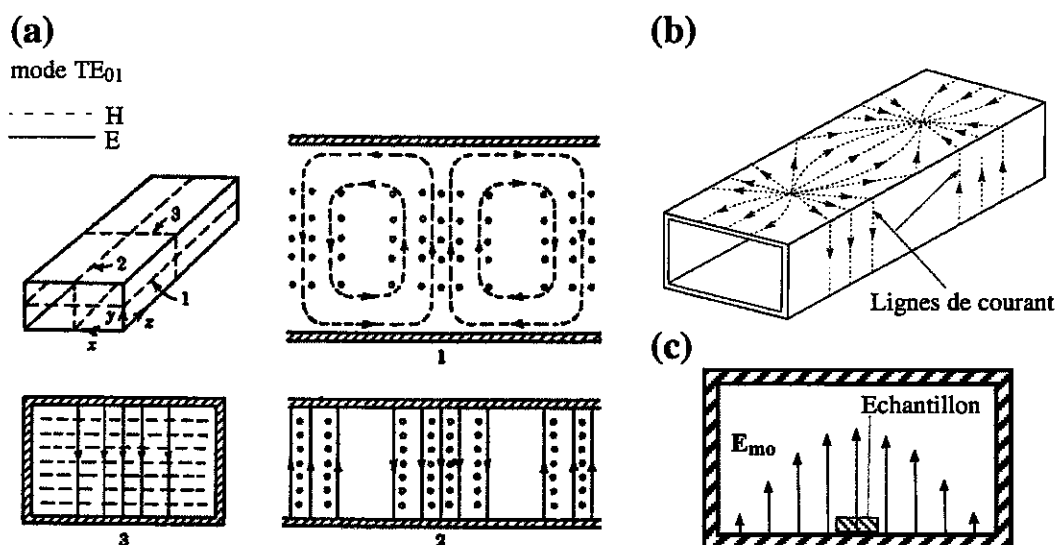 (a)
mode TE01
H
E
3
2
1
y
z
x
1
3
2
(b)
Lignes de courant
(c)
Echantillon
Emo